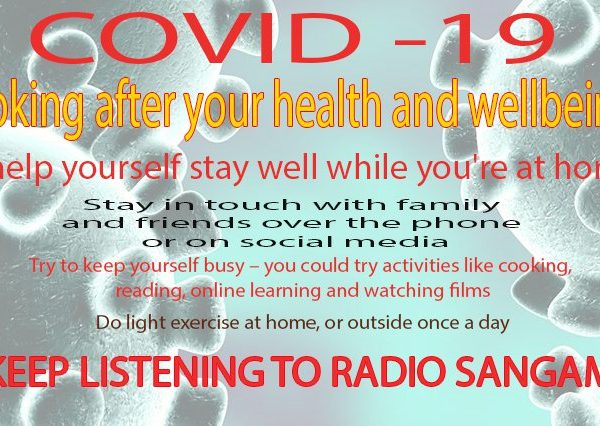 COVID -19
oking after your health and wellbein
help yourself stay well while you're at hom
Stay in touch with family
and friends over the phone
or on social media
Try to keep yourself busy – you could try activities like cooking,
reading, online learning and watching films
Do light exercise at home, or outside once a day
KEEP LISTENING TO RADIO SANGAM